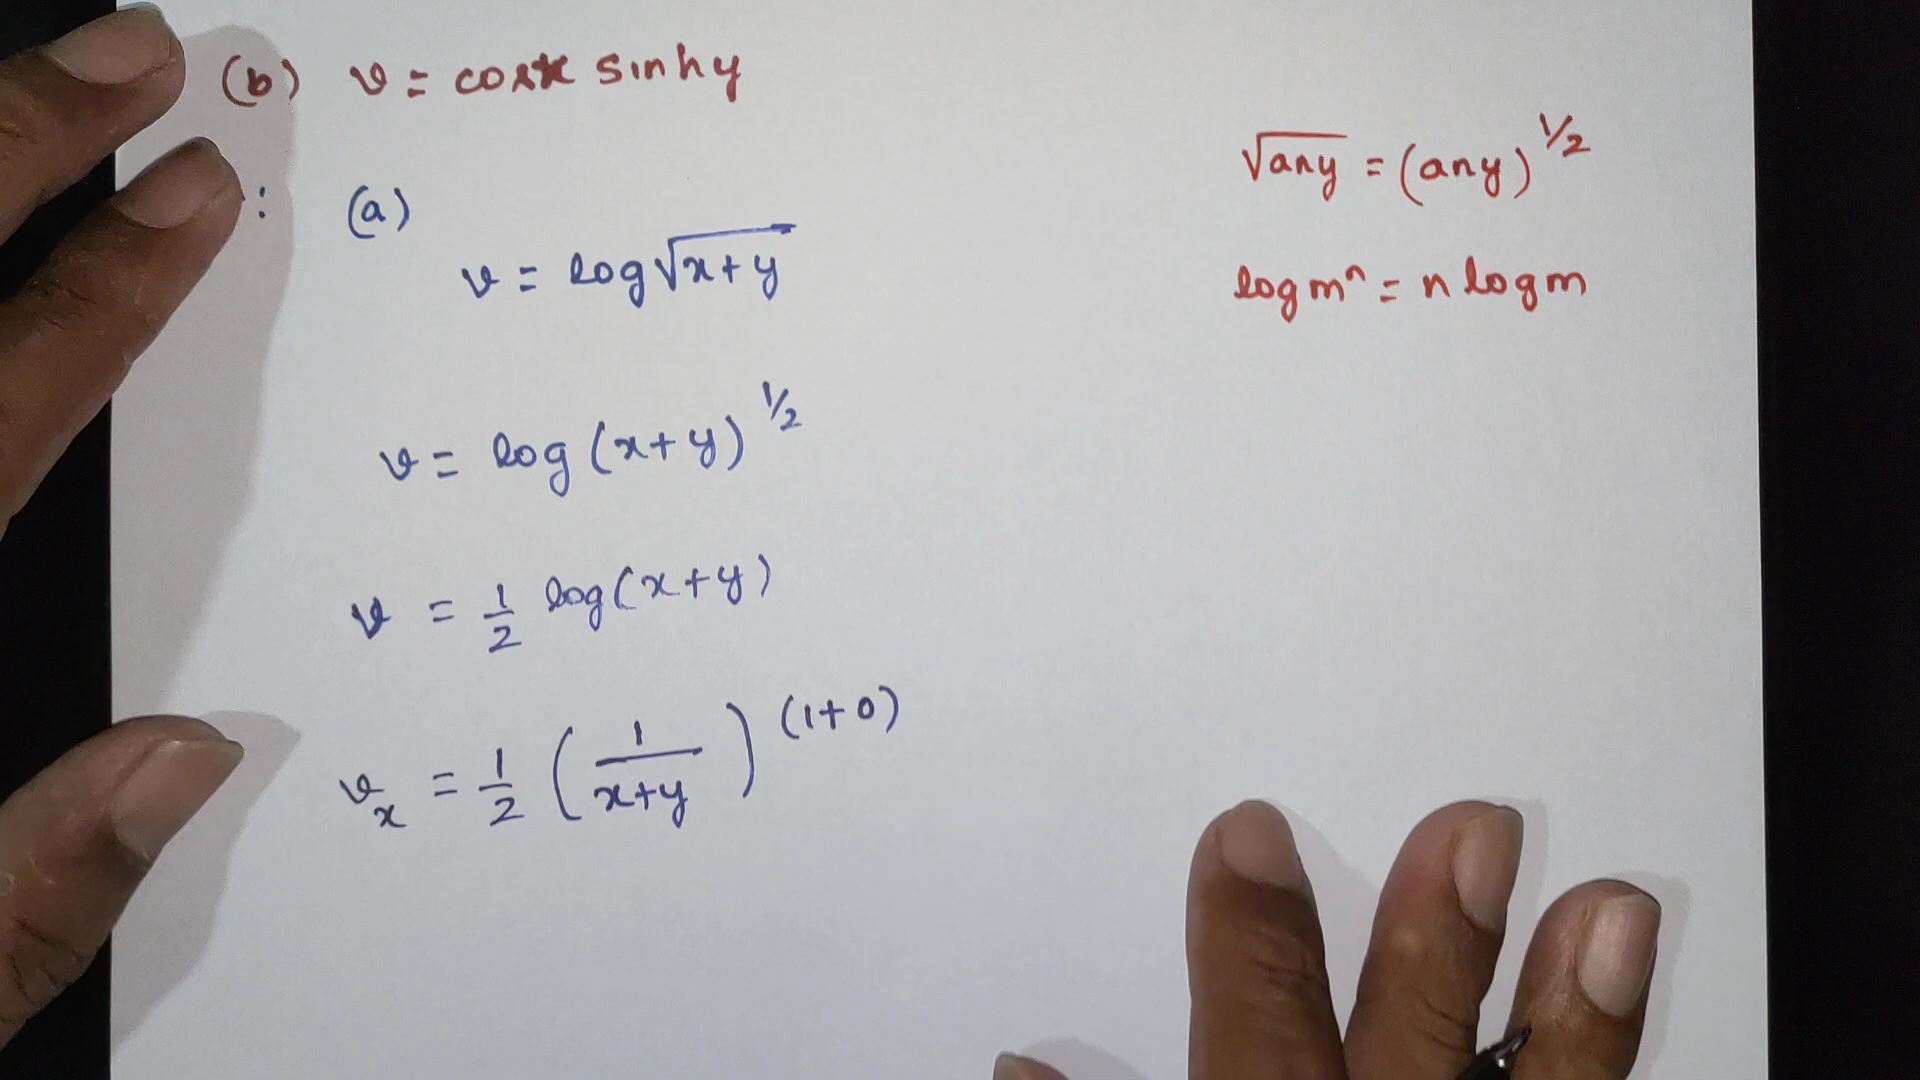 (b) v = cosx sinhy
: (a)
v = log√x+y
v = log (x+y)^1/2
v = 1/2 log(x+y)
v_x = 1/2 (1/x+y) (1+0)
√any = (any)^1/2
log m^n = n log m